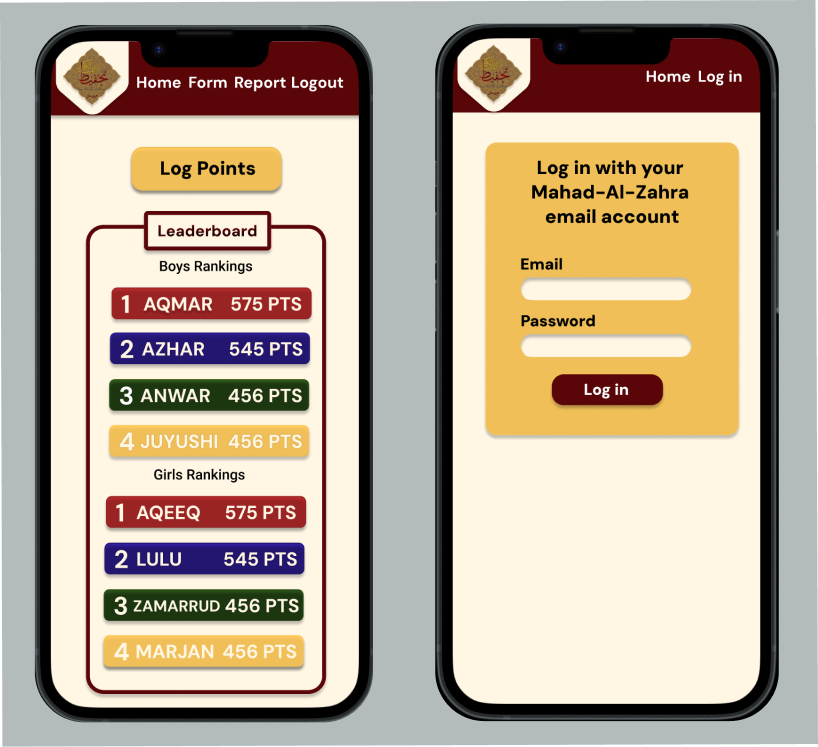 Home Form Report Logout
Log Points
Leaderboard
Boys Rankings
1 AQMAR 575 PTS
2 AZHAR 545 PTS
3 ANWAR 456 PTS
4 JUYUSHI 456 PTS
Girls Rankings
1 AQEEQ 575 PTS
2 LULU 545 PTS
3 ZAMARRUD 456 PTS
4 MARJAN 456 PTS
Home Log in
Log in with your
Mahad-Al-Zahra
email account
Email
Password
Log in